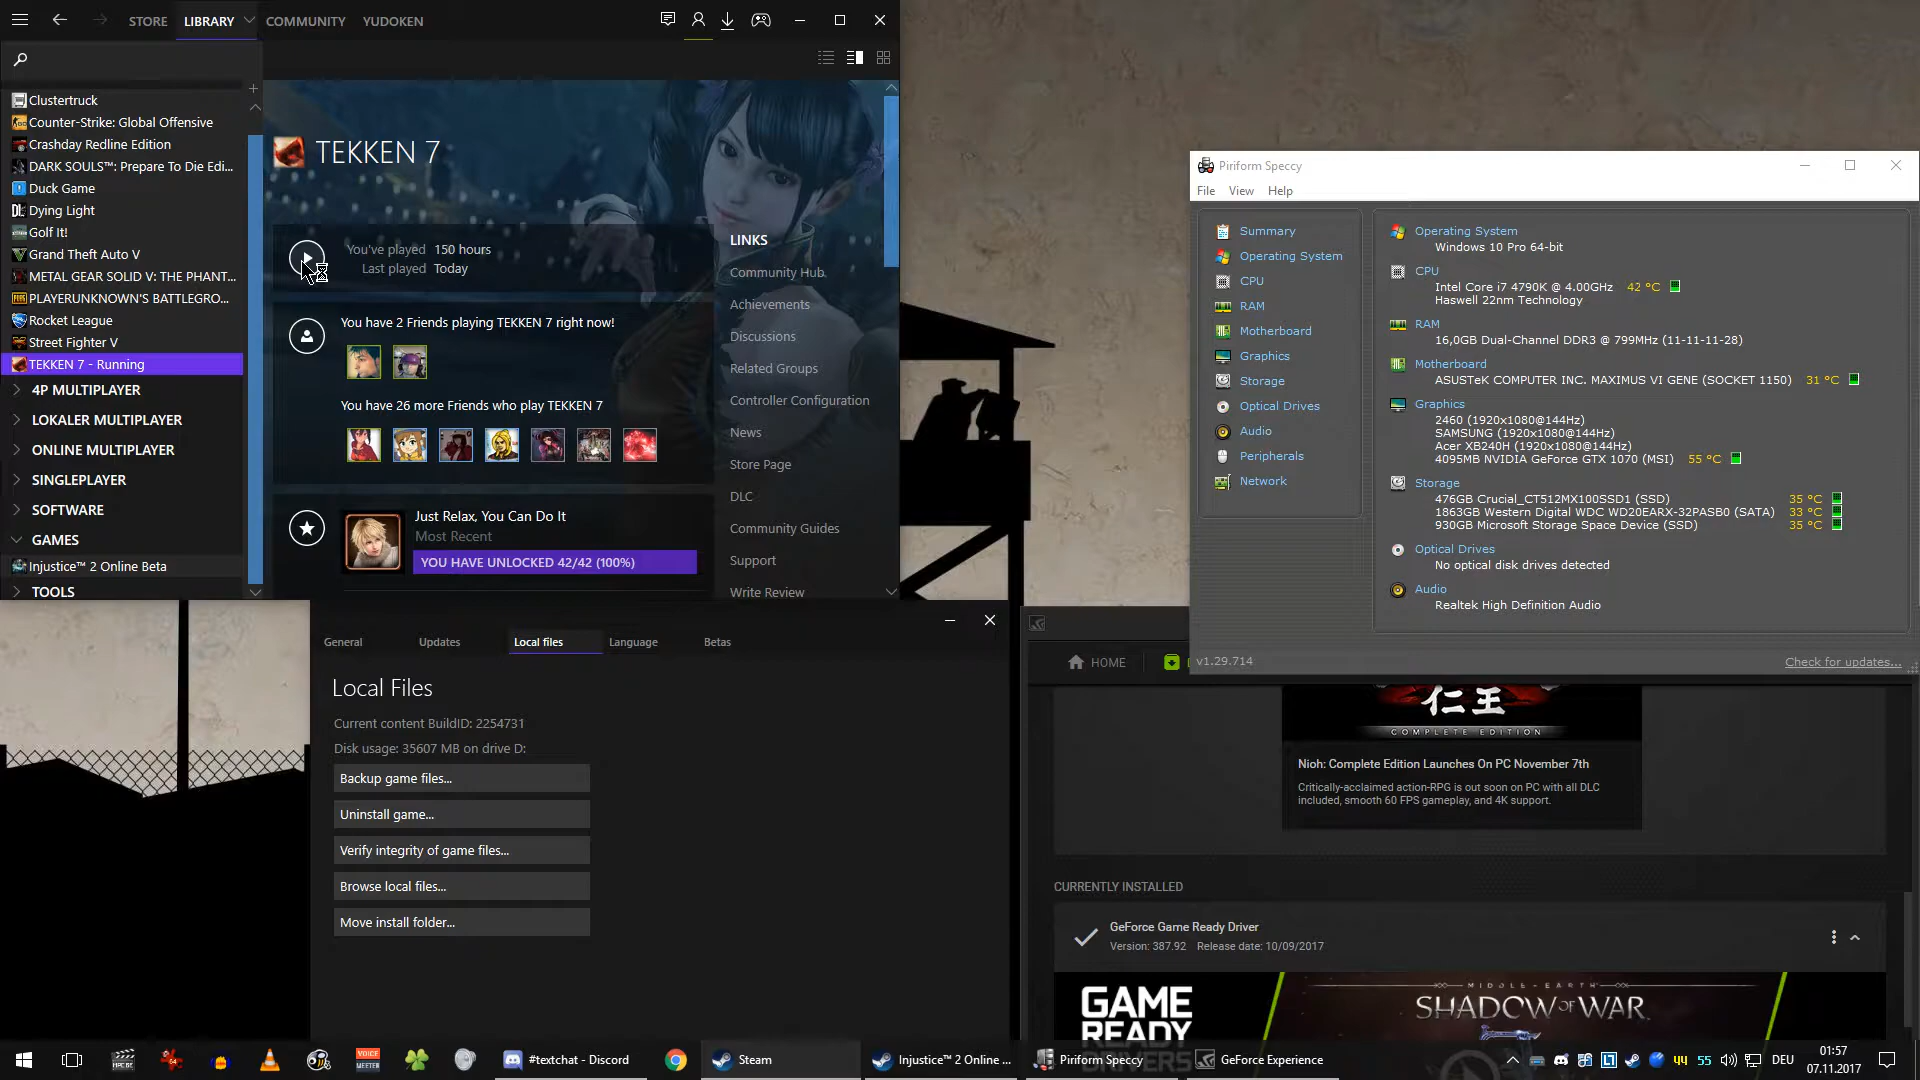 STORE
LIBRARY
COMMUNITY
YUDOKEN
Clustertruck
Counter-Strike: Global Offensive
Crashday Redline Edition
DARK SOULS™: Prepare To Die Edi...
Duck Game
Dying Light
Golf It!
Grand Theft Auto V
METAL GEAR SOLID V: THE PHANT...
PLAYERUNKNOWN'S BATTLEGRO...
Rocket League
Street Fighter V
TEKKEN 7 - Running
4P MULTIPLAYER
LOKALER MULTIPLAYER
ONLINE MULTIPLAYER
SINGLEPLAYER
SOFTWARE
GAMES
Injustice™ 2 Online Beta
TOOLS
TEKKEN 7
You've played 150 hours
Last played Today
You have 2 Friends playing TEKKEN 7 right now!
You have 26 more Friends who play TEKKEN 7
Just Relax, You Can Do It
Most Recent
YOU HAVE UNLOCKED 42/42 (100%)
LINKS
Community Hub
Achievements
Discussions
Related Groups
Controller Configuration
News
Store Page
DLC
Community Guides
Support
Write Review
Piriform Speccy
File View Help
Summary
Operating System
CPU
RAM
Motherboard
Graphics
Storage
Optical Drives
Audio
Peripherals
Network
Operating System
Windows 10 Pro 64-bit
CPU
Intel Core i7 4790K @ 4.00GHz 42 °C
Haswell 22nm Technology
RAM
16,0GB Dual-Channel DDR3 @ 799MHz (11-11-11-28)
Motherboard
ASUSTeK COMPUTER INC. MAXIMUS VI GENE (SOCKET 1150) 31 °C
Graphics
2460 (1920x1080@144Hz)
SAMSUNG (1920x1080@144Hz)
Acer XB240H (1920x1080@144Hz)
4095MB NVIDIA GeForce GTX 1070 (MSI) 55 °C
Storage
476GB Crucial_CT512MX100SSD1 (SSD) 35 °C
1863GB Western Digital WDC WD20EARX-32PASB0 (SATA) 33 °C
930GB Microsoft Storage Space Device (SSD) 35 °C
Optical Drives
No optical disk drives detected
Audio
Realtek High Definition Audio
v1.29.714
Check for updates...
General
Updates
Local files
Language
Betas
Local Files
Current content BuildID: 2254731
Disk usage: 35607 MB on drive D:
Backup game files...
Uninstall game...
Verify integrity of game files...
Browse local files...
Move install folder...
HOME
仁王
COMPLETE EDITION
Nioh: Complete Edition Launches On PC November 7th
Critically-acclaimed action-RPG is out soon on PC with all DLC
included, smooth 60 FPS gameplay, and 4K support.
CURRENTLY INSTALLED
GeForce Game Ready Driver
Version: 387.92 Release date: 10/09/2017
GAME
READY
DRIVERS
MIDDLE-EARTH
SHADOW OF WAR
VOICE
MEETER
#textchat - Discord
Steam
Injustice™ 2 Online ...
Piriform Speccy
GeForce Experience
44
55
DEU
01:57
07.11.2017